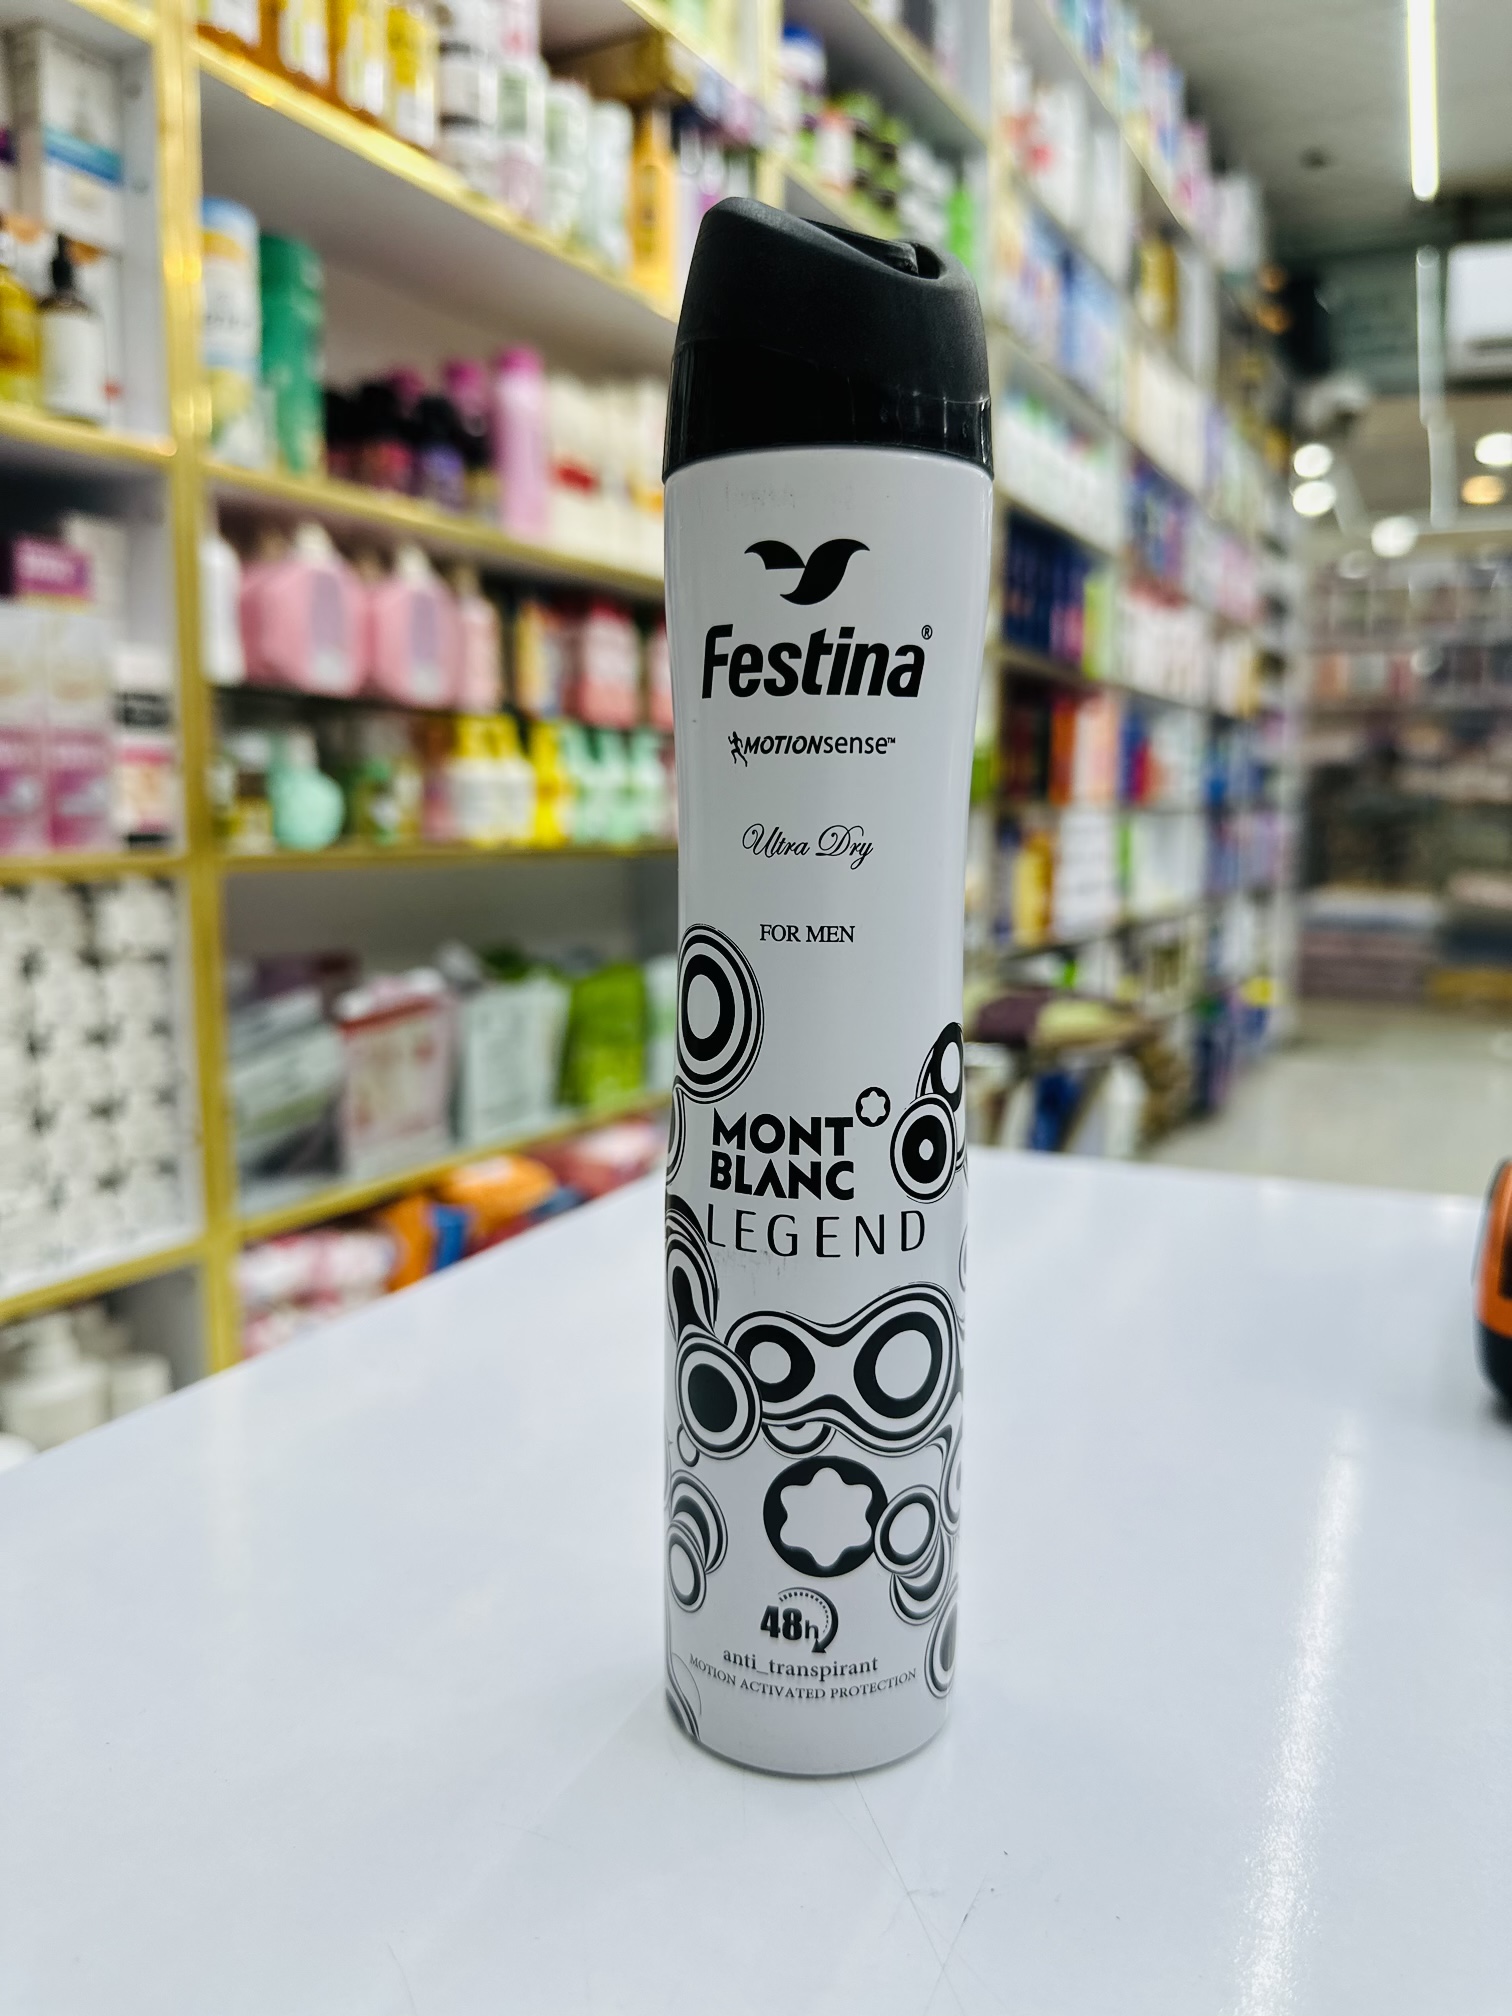 Festina®
MOTIONsense™
Ultra Dry
FOR MEN
MONT
BLANC
LEGEND
48h
anti_transpirant
MOTION ACTIVATED PROTECTION